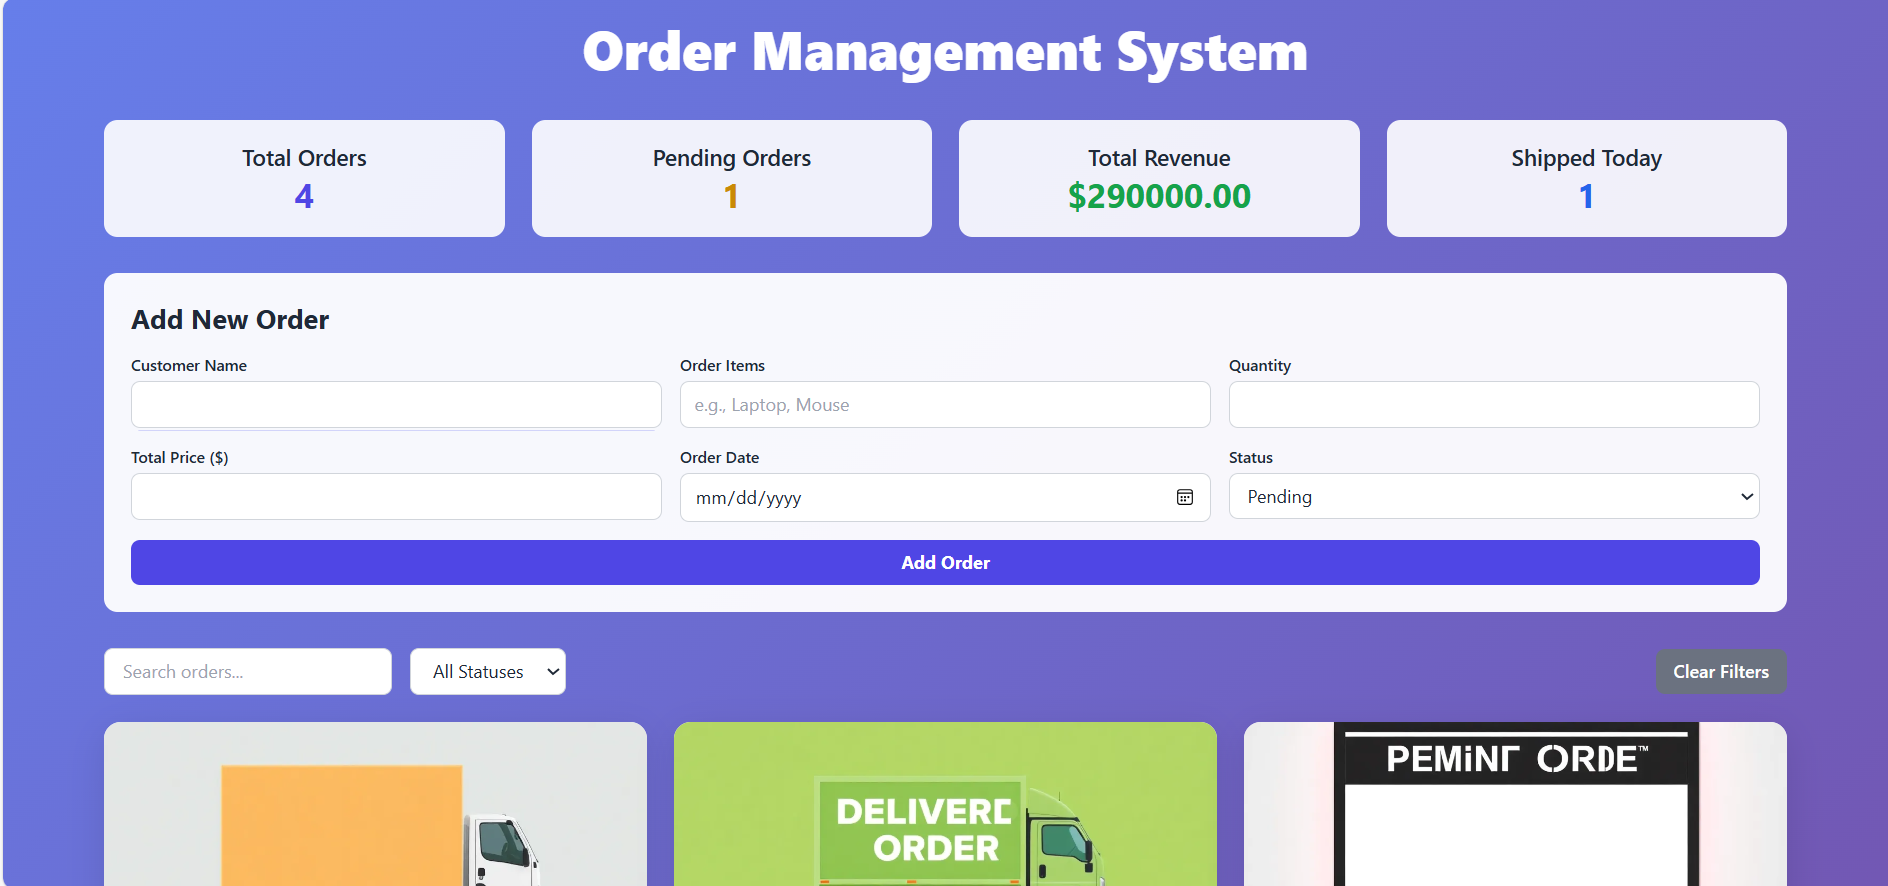 Order Management System
Total Orders
4
Pending Orders
1
Total Revenue
$290000.00
Shipped Today
1
Add New Order
Customer Name
Order Items
Quantity
e.g., Laptop, Mouse
Total Price ($)
Order Date
Status
mm/dd/yyyy
Pending
Add Order
Search orders...
All Statuses
Clear Filters
DELIVERD
ORDER
PEMiNT ORDE™